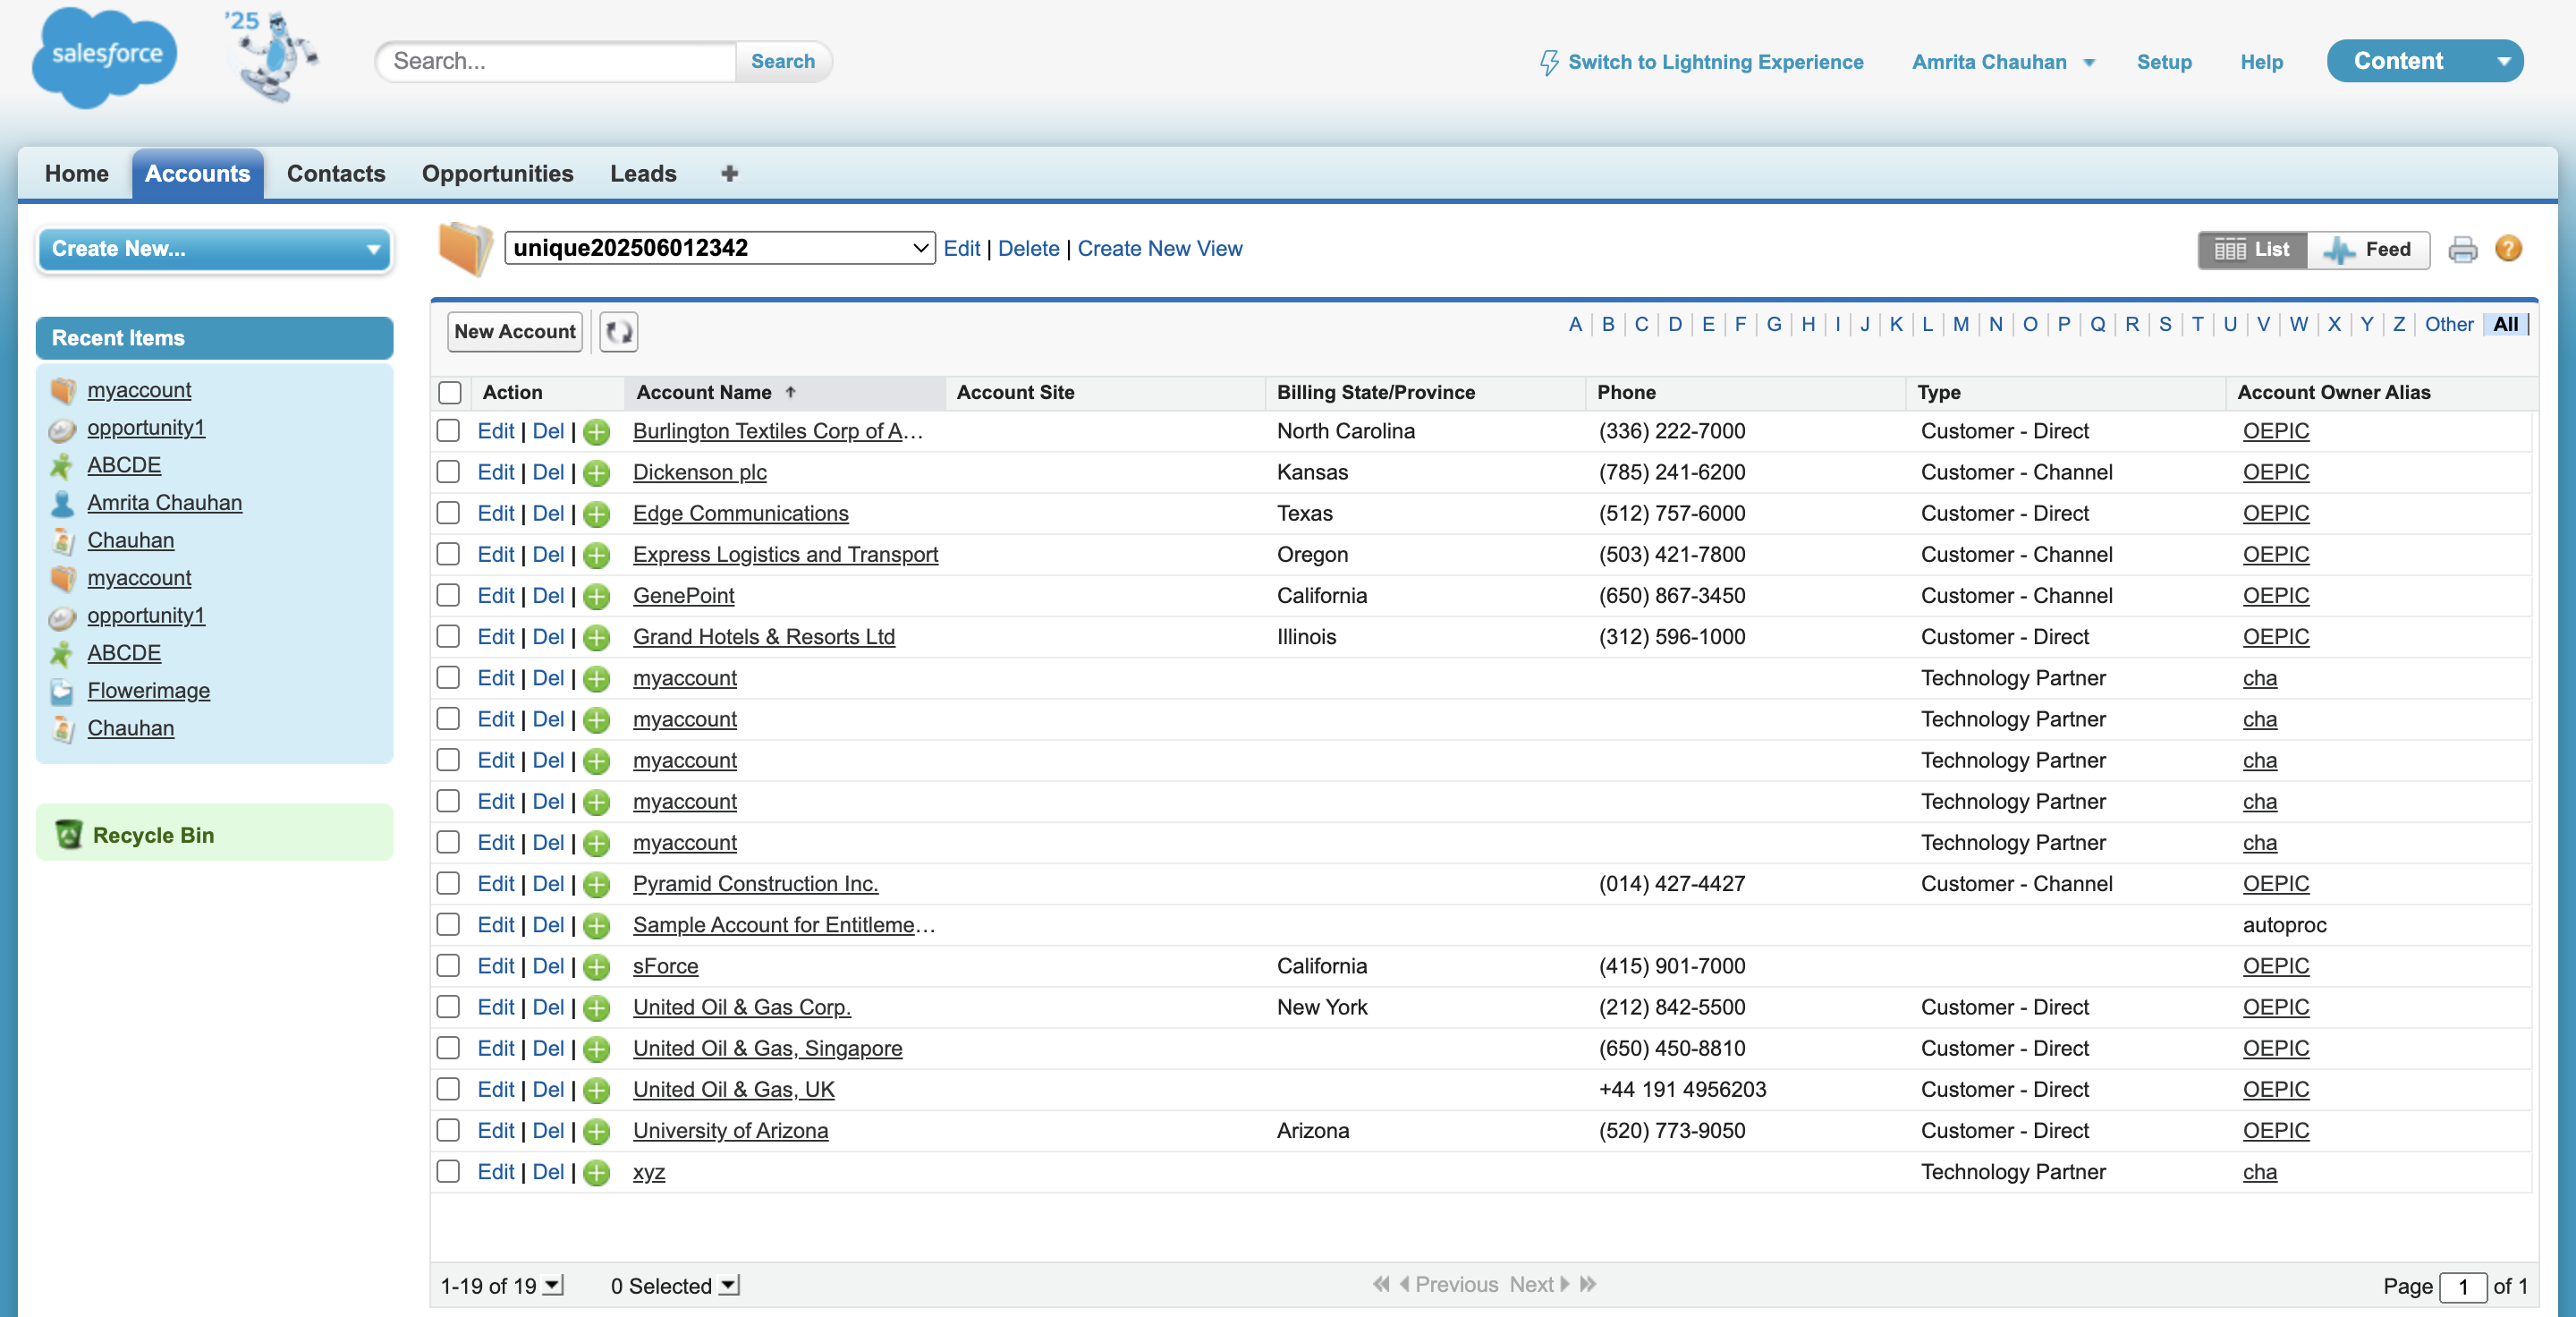 salesforce
'25
Search...
Search
Switch to Lightning Experience
Amrita Chauhan
Setup
Help
Content
Home
Accounts
Contacts
Opportunities
Leads
Create New...
Recent Items
myaccount
opportunity1
ABCDE
Amrita Chauhan
Chauhan
myaccount
opportunity1
ABCDE
Flowerimage
Chauhan
Recycle Bin
unique202506012342
Edit | Delete | Create New View
List
Feed
?
New Account
A | B | C | D | E | F | G | H | I | J | K | L | M | N | O | P | Q | R | S | T | U | V | W | X | Y | Z | Other | All
Action Account Name Account Site Billing State/Province Phone Type Account Owner Alias
Edit | Del | Burlington Textiles Corp of A... North Carolina (336) 222-7000 Customer - Direct OEPIC
Edit | Del | Dickenson plc Kansas (785) 241-6200 Customer - Channel OEPIC
Edit | Del | Edge Communications Texas (512) 757-6000 Customer - Direct OEPIC
Edit | Del | Express Logistics and Transport Oregon (503) 421-7800 Customer - Channel OEPIC
Edit | Del | GenePoint California (650) 867-3450 Customer - Channel OEPIC
Edit | Del | Grand Hotels & Resorts Ltd Illinois (312) 596-1000 Customer - Direct OEPIC
Edit | Del | myaccount Technology Partner cha
Edit | Del | myaccount Technology Partner cha
Edit | Del | myaccount Technology Partner cha
Edit | Del | myaccount Technology Partner cha
Edit | Del | myaccount Technology Partner cha
Edit | Del | Pyramid Construction Inc. (014) 427-4427 Customer - Channel OEPIC
Edit | Del | Sample Account for Entitleme... autoproc
Edit | Del | sForce California (415) 901-7000 OEPIC
Edit | Del | United Oil & Gas Corp. New York (212) 842-5500 Customer - Direct OEPIC
Edit | Del | United Oil & Gas, Singapore (650) 450-8810 Customer - Direct OEPIC
Edit | Del | United Oil & Gas, UK +44 191 4956203 Customer - Direct OEPIC
Edit | Del | University of Arizona Arizona (520) 773-9050 Customer - Direct OEPIC
Edit | Del | xyz Technology Partner cha
1-19 of 19
0 Selected
Previous Next
Page 1 of 1